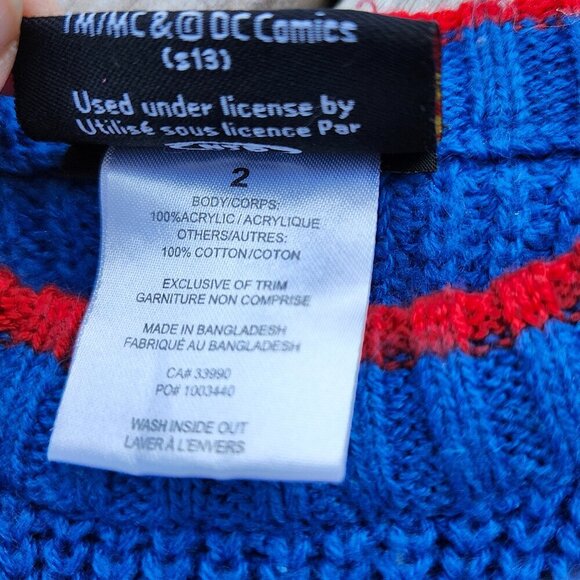 TM/MC & © DC Comics
(s13)
Used under license by
Utilisé sous licence Par
2
BODY/CORPS:
100%ACRYLIC / ACRYLIQUE
OTHERS/AUTRES:
100% COTTON/COTON
EXCLUSIVE OF TRIM
GARNITURE NON COMPRISE
MADE IN BANGLADESH
FABRIQUÉ AU BANGLADESH
CA# 33990
PO# 1003440
WASH INSIDE OUT
LAVER À L'ENVERS